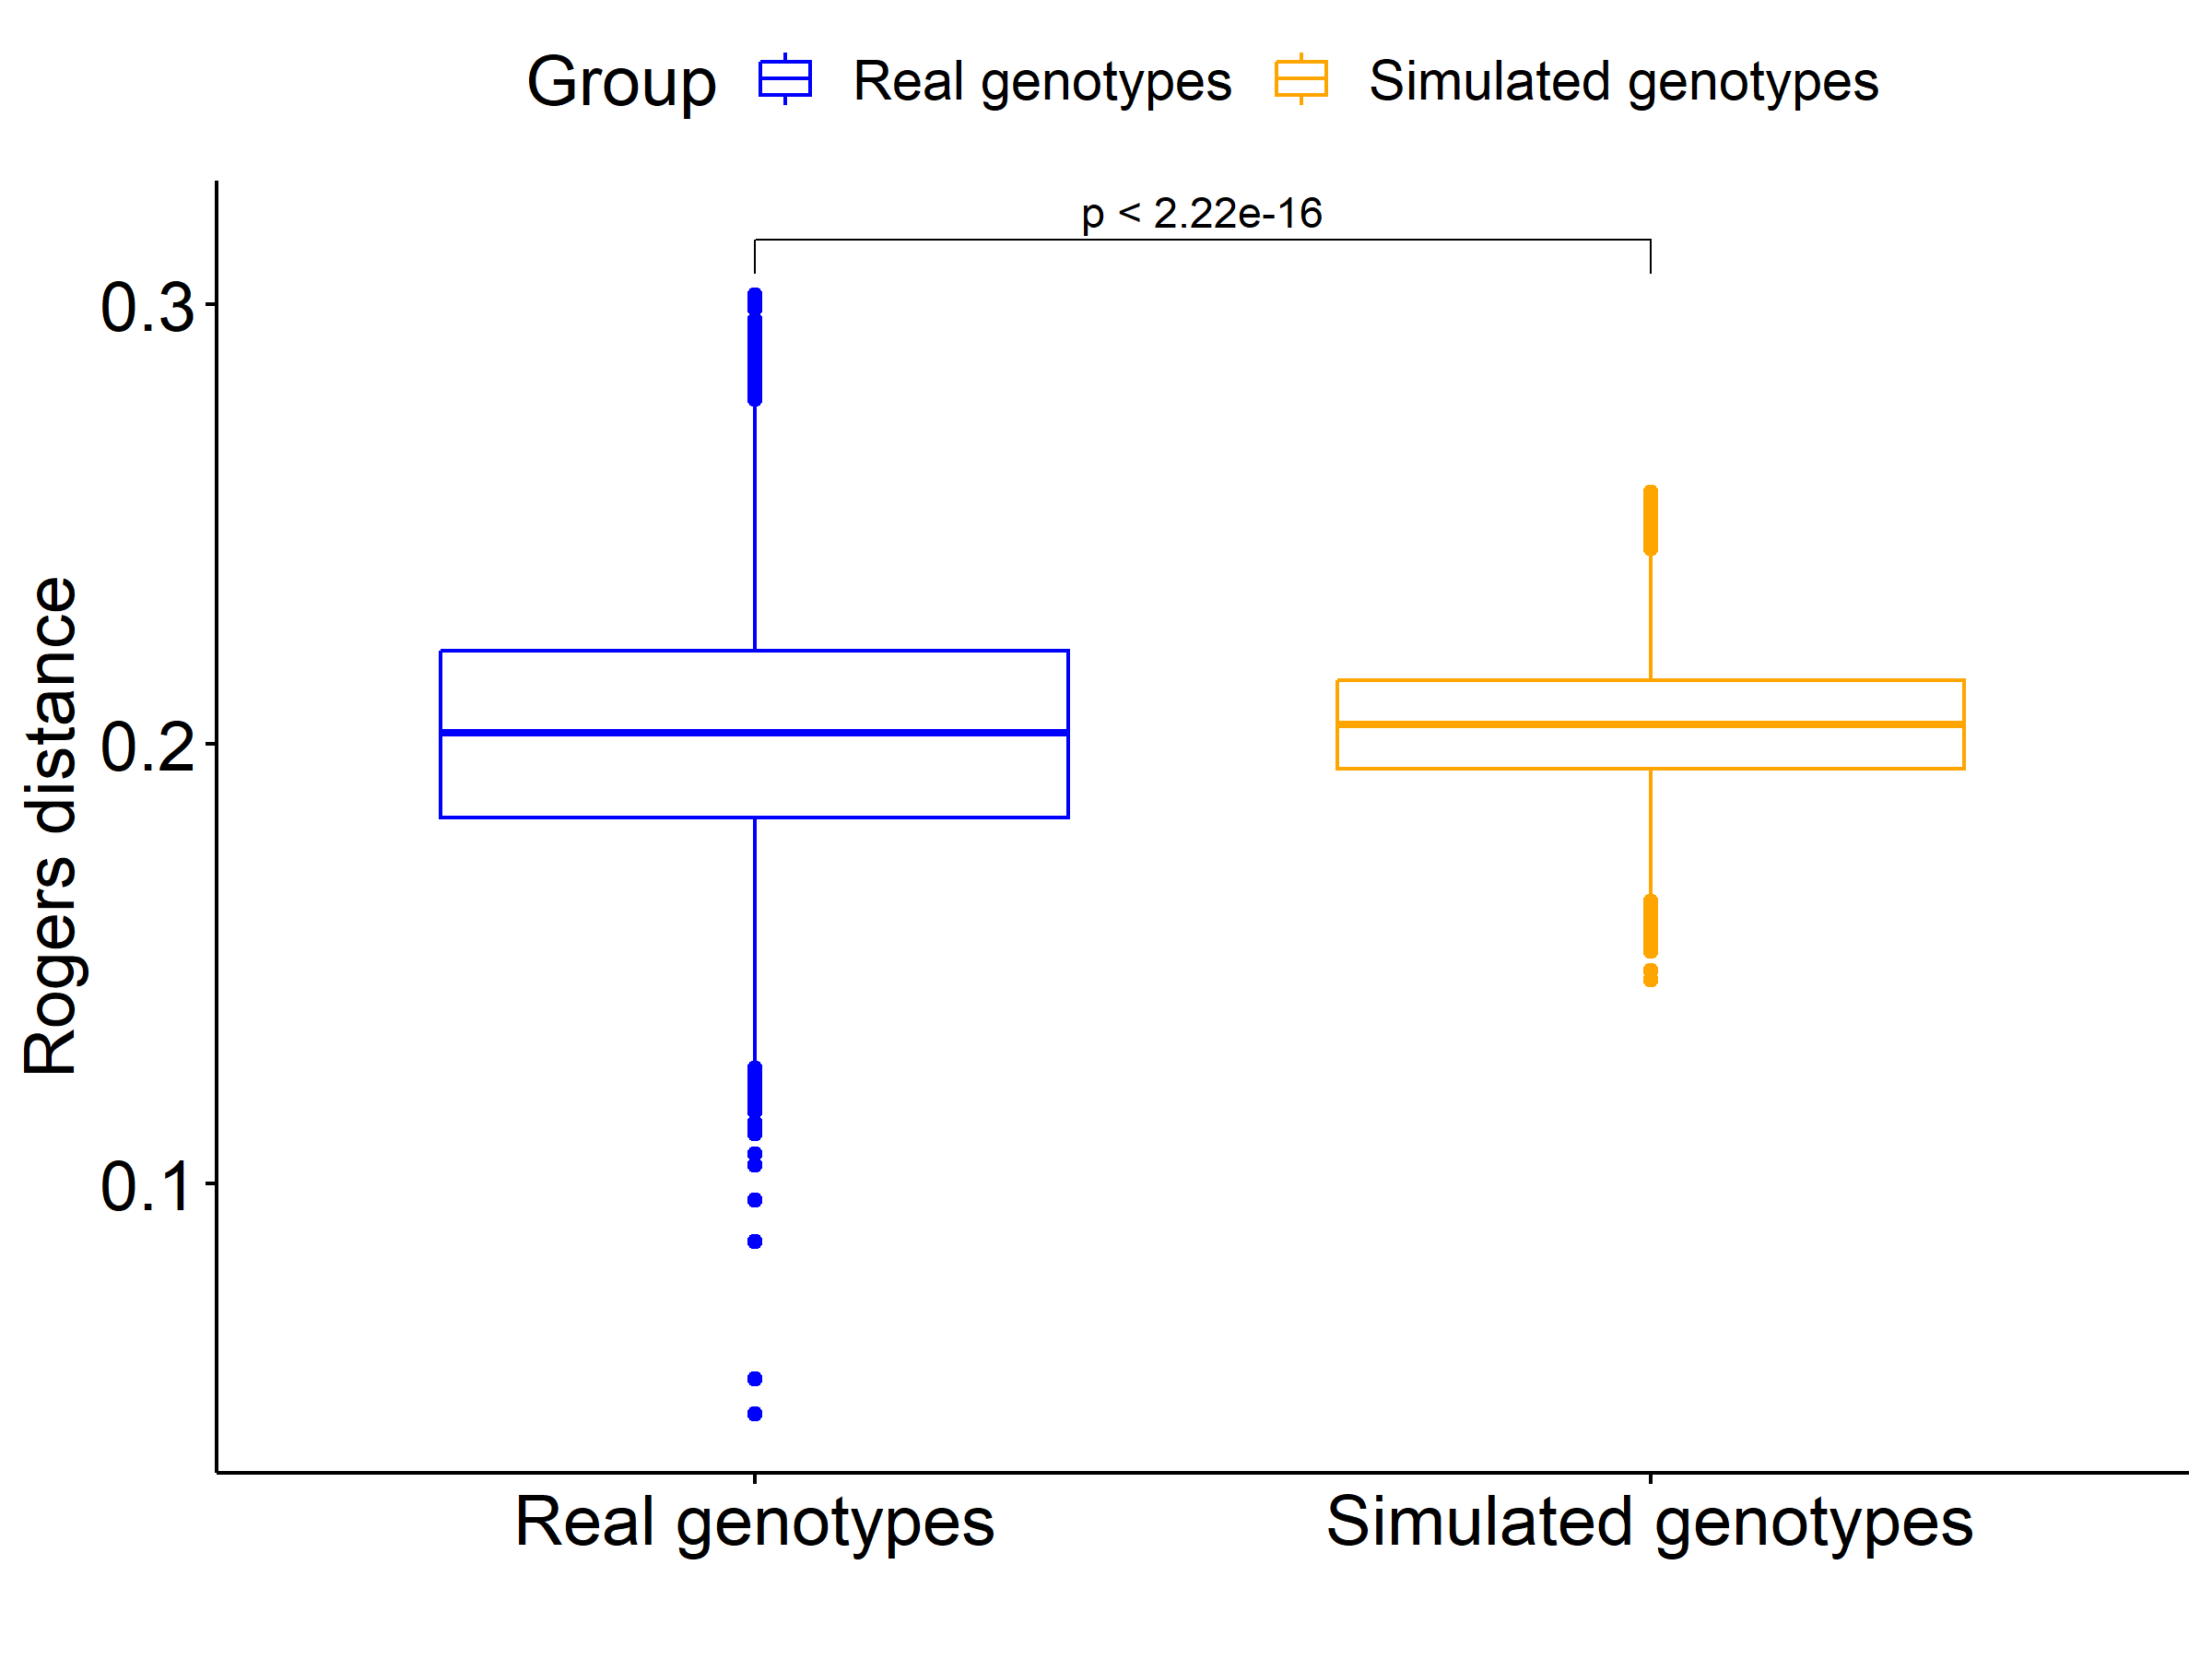 Group Real genotypes Simulated genotypes
p < 2.22e-16
0.3
0.2
0.1
Rogers distance
Real genotypes Simulated genotypes